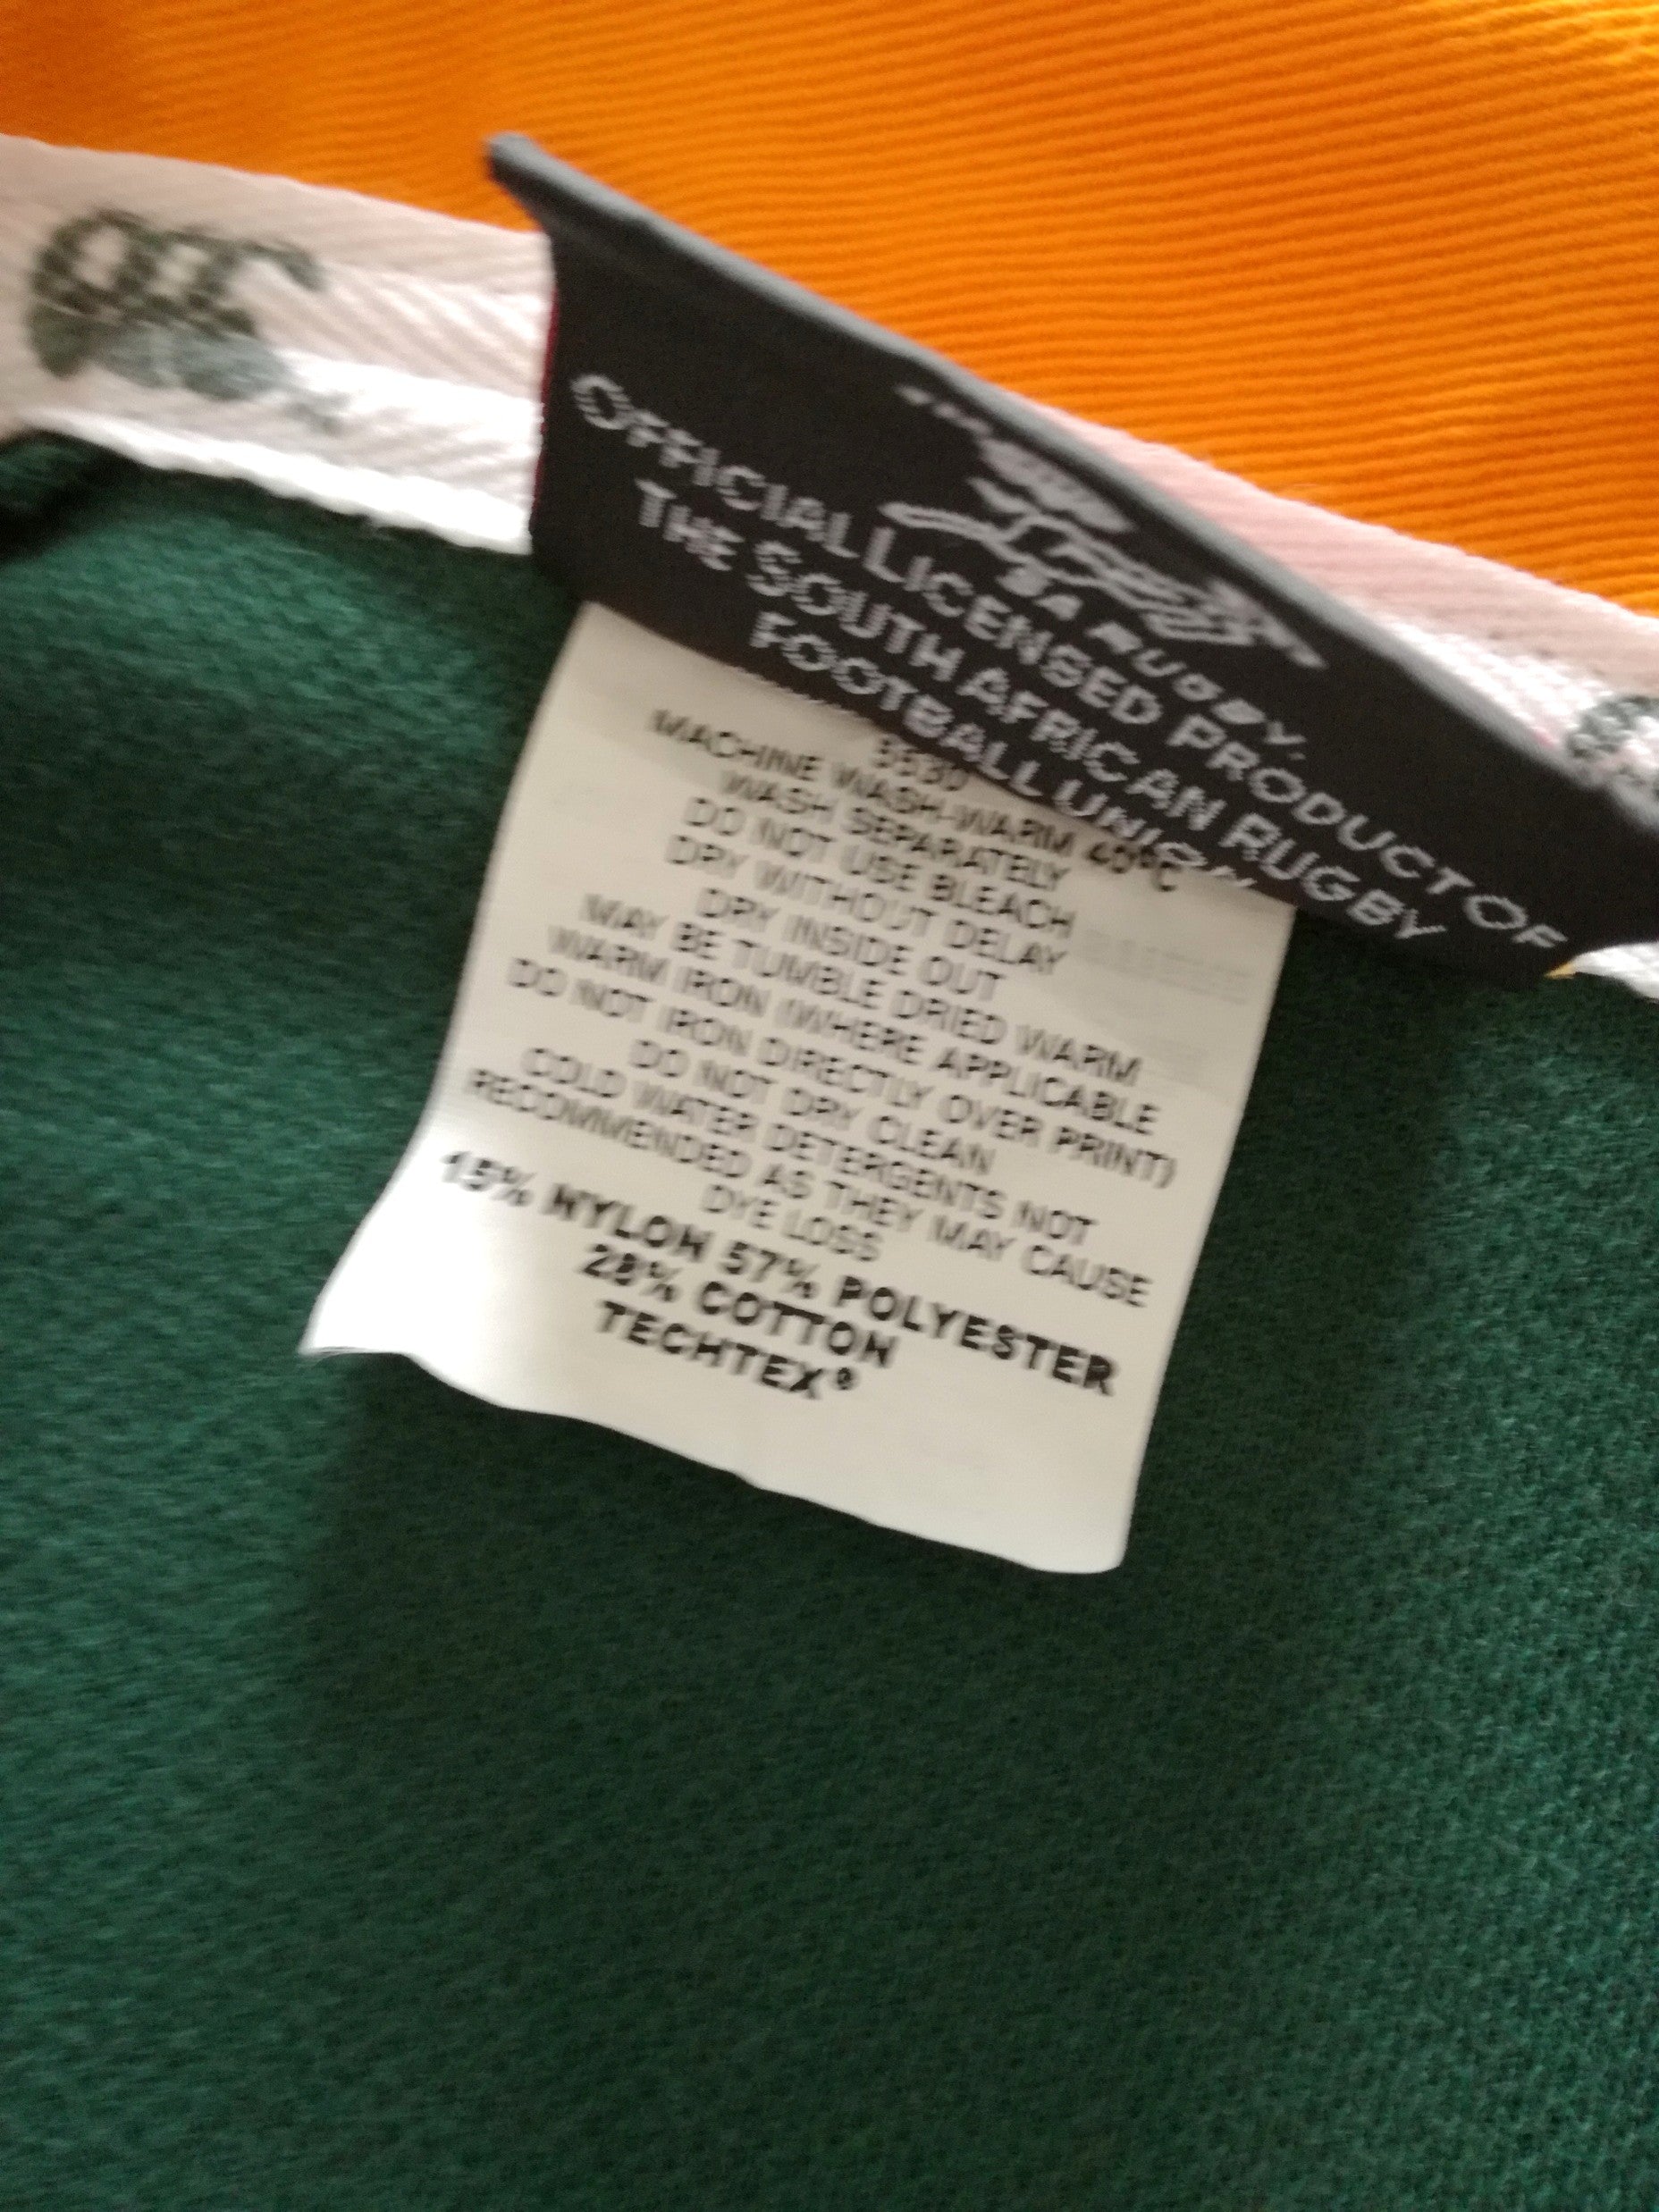 SA RUGBY.
OFFICIAL LICENSED PRODUCT OF
THE SOUTH AFRICAN RUGBY
FOOTBALL UNION
MACHINE WASH-WARM 40°C
WASH SEPARATELY
DO NOT USE BLEACH
DRY WITHOUT DELAY
DRY INSIDE OUT
MAY BE TUMBLE DRIED WARM
WARM IRON (WHERE APPLICABLE
DO NOT IRON DIRECTLY OVER PRINT)
DO NOT DRY CLEAN
COLD WATER DETERGENTS NOT
RECOMMENDED AS THEY MAY CAUSE
DYE LOSS
15% NYLON 57% POLYESTER
28% COTTON
TECHTEX®